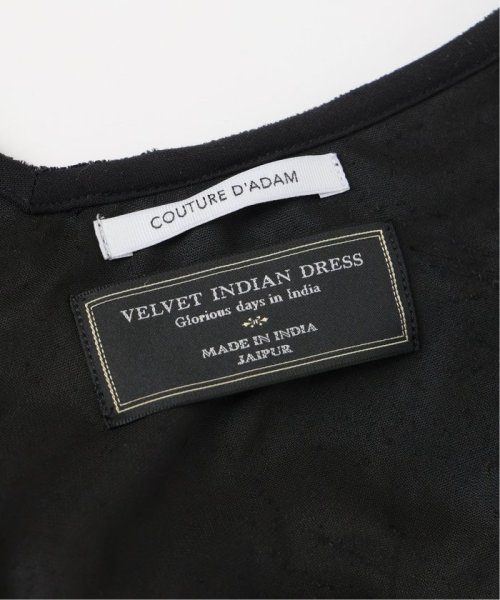 COUTURE D'ADAM
VELVET INDIAN DRESS
Glorious days in India
MADE IN INDIA
JAIPUR